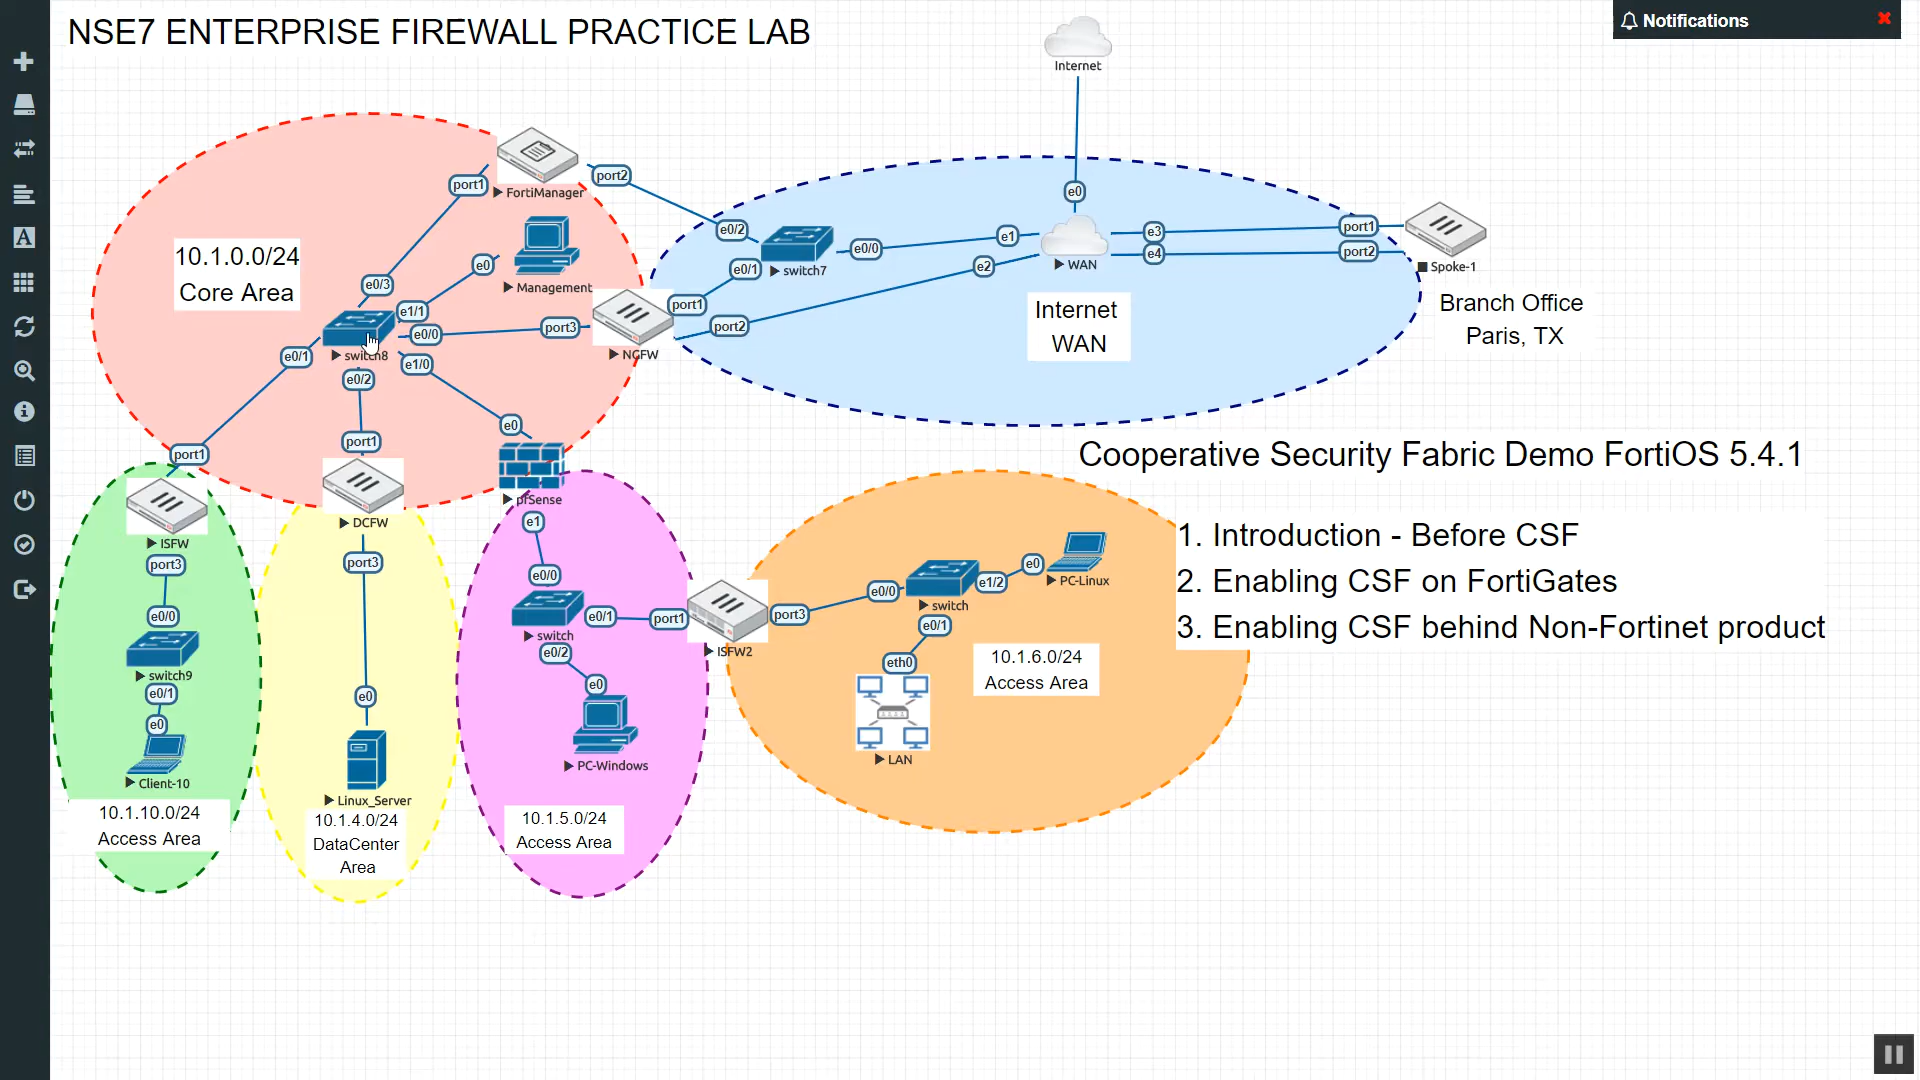 NSE7 ENTERPRISE FIREWALL PRACTICE LAB
Notifications
Internet
FortiManager
port1
port2
10.1.0.0/24
Core Area
e0
Management
e0/3
e1/1
e0/0
port3
NGFW
switch8
e0/1
e0/2
e1/0
e0
port1
port1
e0/2
e0/1
switch7
e0/0
port1
port2
e1
e2
e0
WAN
e3
e4
port1
port2
Spoke-1
Internet
WAN
Branch Office
Paris, TX
Cooperative Security Fabric Demo FortiOS 5.4.1
1. Introduction - Before CSF
2. Enabling CSF on FortiGates
3. Enabling CSF behind Non-Fortinet product
ISFW
port3
e0/0
switch9
e0/1
e0
Client-10
10.1.10.0/24
Access Area
DCFW
port3
e0
Linux_Server
10.1.4.0/24
DataCenter
Area
pfSense
e1
e0/0
switch
e0/1
e0/2
e0
PC-Windows
10.1.5.0/24
Access Area
port1
ISFW2
port3
e0/0
switch
e1/2
e0
PC-Linux
e0/1
eth0
LAN
10.1.6.0/24
Access Area